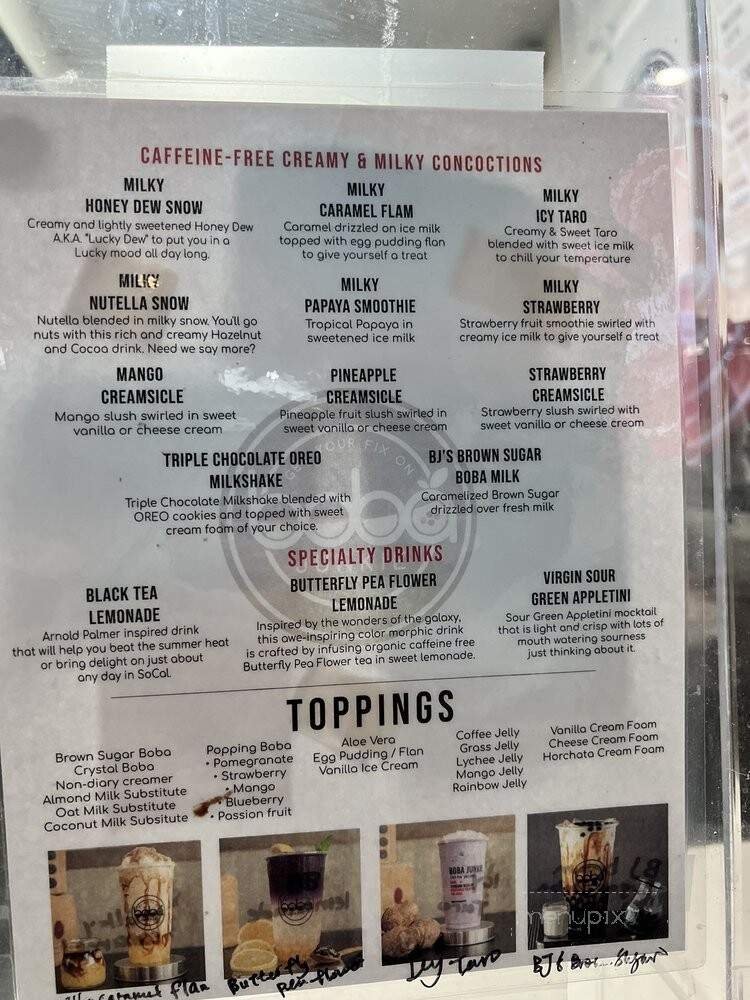 CAFFEINE-FREE CREAMY & MILKY CONCOCTIONS
MILKY
HONEY DEW SNOW
Creamy and lightly sweetened Honey Dew
A.K.A. "Lucky Dew" to put you in a
Lucky mood all day long.
MILKY
CARAMEL FLAM
Caramel drizzled on ice milk
topped with egg pudding flan
to give yourself a treat
MILKY
ICY TARO
Creamy & Sweet Taro
blended with sweet ice milk
to chill your temperature
MILKY
NUTELLA SNOW
Nutella blended in milky snow. You'll go
nuts with this rich and creamy Hazelnut
and Cocoa drink. Need we say more?
MILKY
PAPAYA SMOOTHIE
Tropical Papaya in
sweetened ice milk
MILKY
STRAWBERRY
Strawberry fruit smoothie swirled with
creamy ice milk to give yourself a treat
MANGO
CREAMSICLE
Mango slush swirled in sweet
vanilla or cheese cream
PINEAPPLE
CREAMSICLE
Pineapple fruit slush swirled in
sweet vanilla or cheese cream
STRAWBERRY
CREAMSICLE
Strawberry slush swirled with
sweet vanilla or cheese cream
TRIPLE CHOCOLATE OREO
MILKSHAKE
Triple Chocolate Milkshake blended with
OREO cookies and topped with sweet
cream foam of your choice.
BJ'S BROWN SUGAR
BOBA MILK
Caramelized Brown Sugar
drizzled over fresh milk
YOUR FIX ON
boba
SPECIALTY DRINKS
BLACK TEA
LEMONADE
Arnold Palmer inspired drink
that will help you beat the summer heat
or bring delight on just about
any day in SoCal.
BUTTERFLY PEA FLOWER
LEMONADE
Inspired by the wonders of the galaxy,
this awe-inspiring color morphic drink
is crafted by infusing organic caffeine free
Butterfly Pea Flower tea in sweet lemonade.
VIRGIN SOUR
GREEN APPLETINI
Sour Green Appletini mocktail
that is light and crisp with lots of
mouth watering sourness
just thinking about it.
TOPPINGS
Brown Sugar Boba
Crystal Boba
Non-diary creamer
Almond Milk Substitute
Oat Milk Substitute
Coconut Milk Subsitute
Popping Boba
• Pomegranate
• Strawberry
• Mango
• Blueberry
• Passion fruit
Aloe Vera
Egg Pudding / Flan
Vanilla Ice Cream
Coffee Jelly
Grass Jelly
Lychee Jelly
Mango Jelly
Rainbow Jelly
Vanilla Cream Foam
Cheese Cream Foam
Horchata Cream Foam
boba
boba
BOBA JUNKIE
menupix
caramel flan
Butterfly
pea flower
Icy Taro
BJ's
Sugar